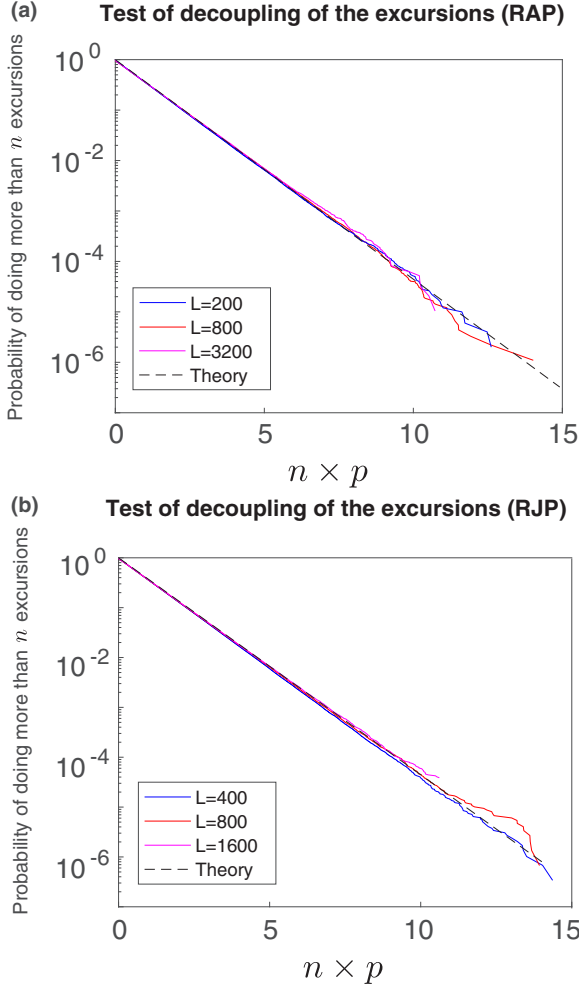 (a)
Test of decoupling of the excursions (RAP)
Probability of doing more than n excursions
10^0
10^-2
10^-4
10^-6
L=200
L=800
L=3200
Theory
0 5 10 15
n × p
(b)
Test of decoupling of the excursions (RJP)
Probability of doing more than n excursions
10^0
10^-2
10^-4
10^-6
L=400
L=800
L=1600
Theory
0 5 10 15
n × p